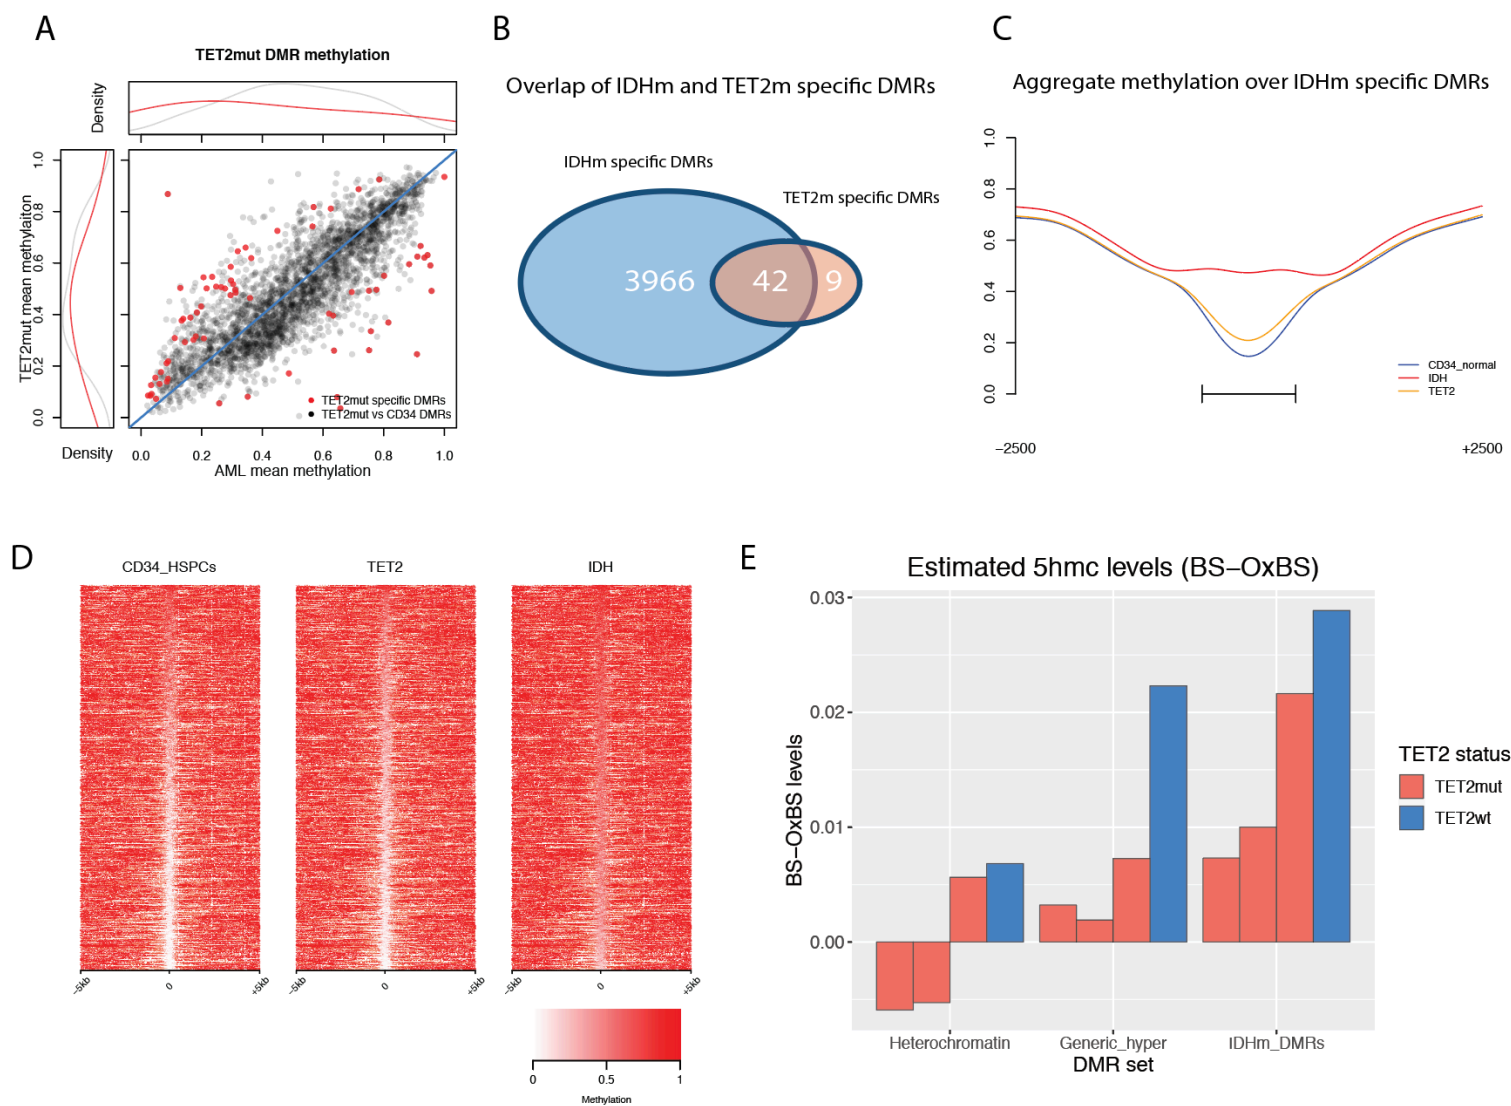 A
TET2mut DMR methylation
Density
TET2mut mean methylaiton
0.0
0.2
0.4
0.6
0.8
1.0
TET2mut specific DMRs
TET2mut vs CD34 DMRs
Density
0.0 0.2 0.4 0.6 0.8 1.0
AML mean methylation
B
Overlap of IDHm and TET2m specific DMRs
IDHm specific DMRs
TET2m specific DMRs
3966 42 9
C
Aggregate methylation over IDHm specific DMRs
1.0
0.8
0.6
0.4
0.2
0.0
CD34_normal
IDH
TET2
−2500 +2500
D
CD34_HSPCs TET2 IDH
−5kb 0 +5kb −5kb 0 +5kb −5kb 0 +5kb
0 0.5 1
Methylation
E
Estimated 5hmc levels (BS−OxBS)
BS−OxBS levels
0.03
0.02
0.01
0.00
Heterochromatin Generic_hyper IDHm_DMRs
DMR set
TET2 status
TET2mut
TET2wt